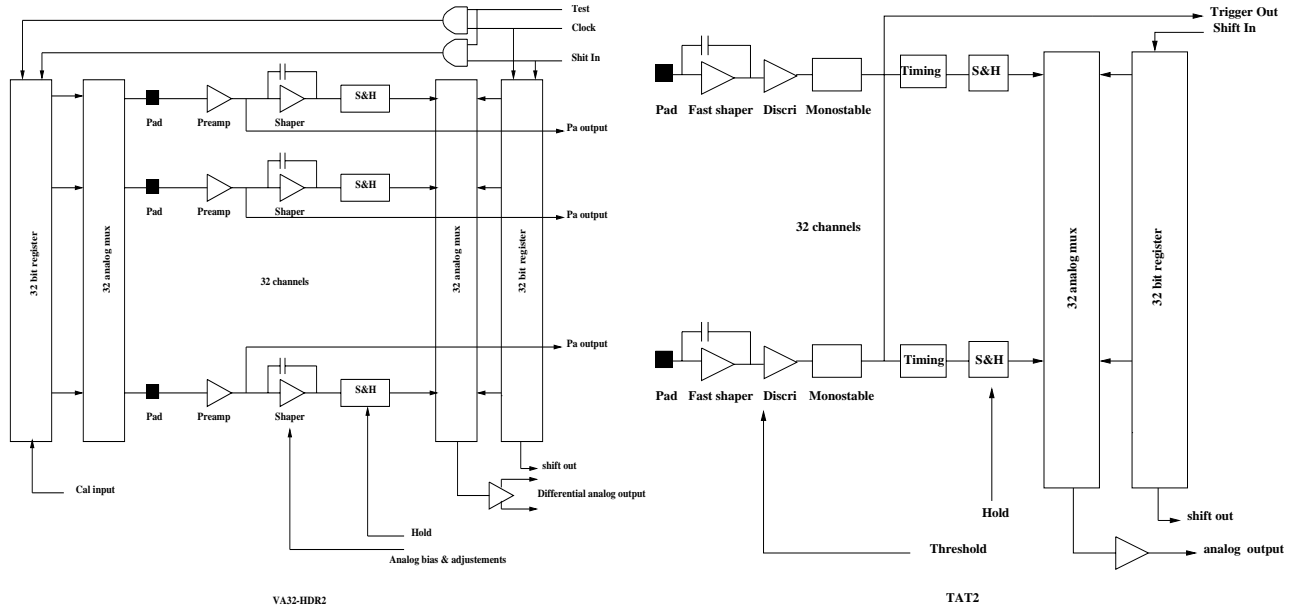 Test
Clock
Shit In
S&H
Pad
Preamp
Shaper
Pa output
S&H
Pad
Preamp
Shaper
Pa output
32 bit register
32 analog mux
32 channels
32 analog mux
32 bit register
Pa output
S&H
Pad
Preamp
Shaper
shift out
Cal input
Differential analog output
Hold
Analog bias & adjustements
VA32-HDR2
Trigger Out
Shift In
Timing
S&H
Pad
Fast shaper
Discri
Monostable
32 channels
32 analog mux
32 bit register
Timing
S&H
Pad
Fast shaper
Discri
Monostable
Hold
shift out
Threshold
analog output
TAT2